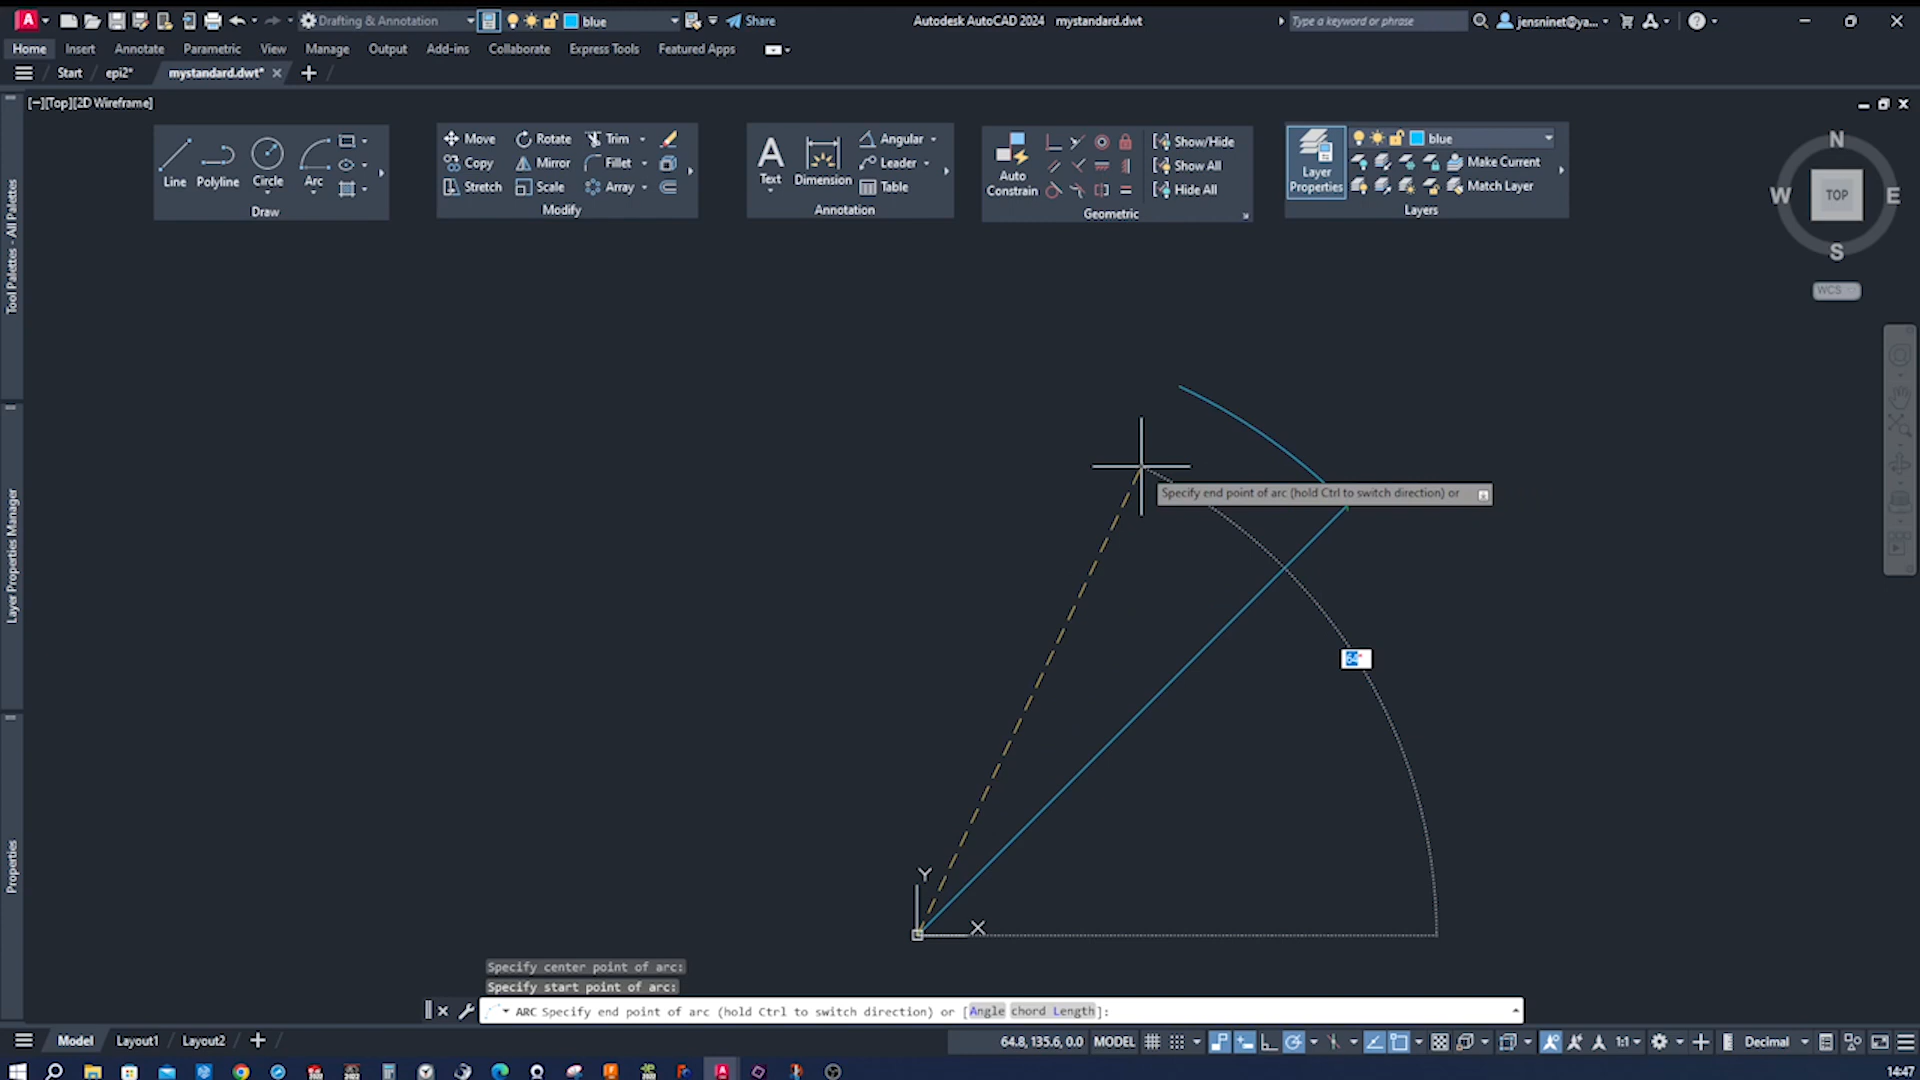 A Drafting & Annotation blue Share Autodesk AutoCAD 2024 mystandard.dwt Type a keyword or phrase jensninet@ya...
Home Insert Annotate Parametric View Manage Output Add-ins Collaborate Express Tools Featured Apps
Start epi2* mystandard.dwt*
[−][Top][2D Wireframe]
Line Polyline Circle Arc
Draw
Move Rotate Trim
Copy Mirror Fillet
Stretch Scale Array
Modify
A Text Dimension
Angular
Leader
Table
Annotation
Auto Constrain
Show/Hide
Show All
Hide All
Geometric
Layer Properties
blue
Make Current
Match Layer
Layers
N
W TOP E
S
WCS
Tool Palettes - All Palettes
Layer Properties Manager
Properties
Specify end point of arc (hold Ctrl to switch direction) or
64°
Y
X
Specify center point of arc:
Specify start point of arc:
ARC Specify end point of arc (hold Ctrl to switch direction) or [Angle chord Length]:
Model Layout1 Layout2 64.8, 135.6, 0.0 MODEL 1:1 Decimal
14:47